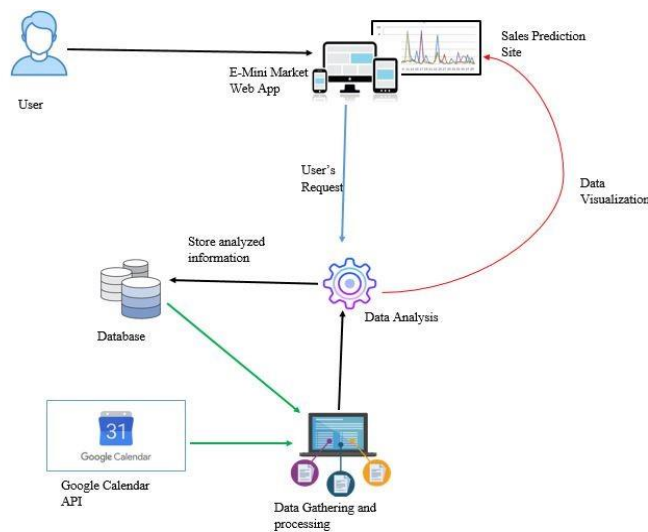 Sales Prediction
Site
E-Mini Market
Web App
User
User's
Request
Data
Visualization
Store analyzed
information
Database
Data Analysis
31
Google Calendar
Google Calendar
API
Data Gathering and
processing